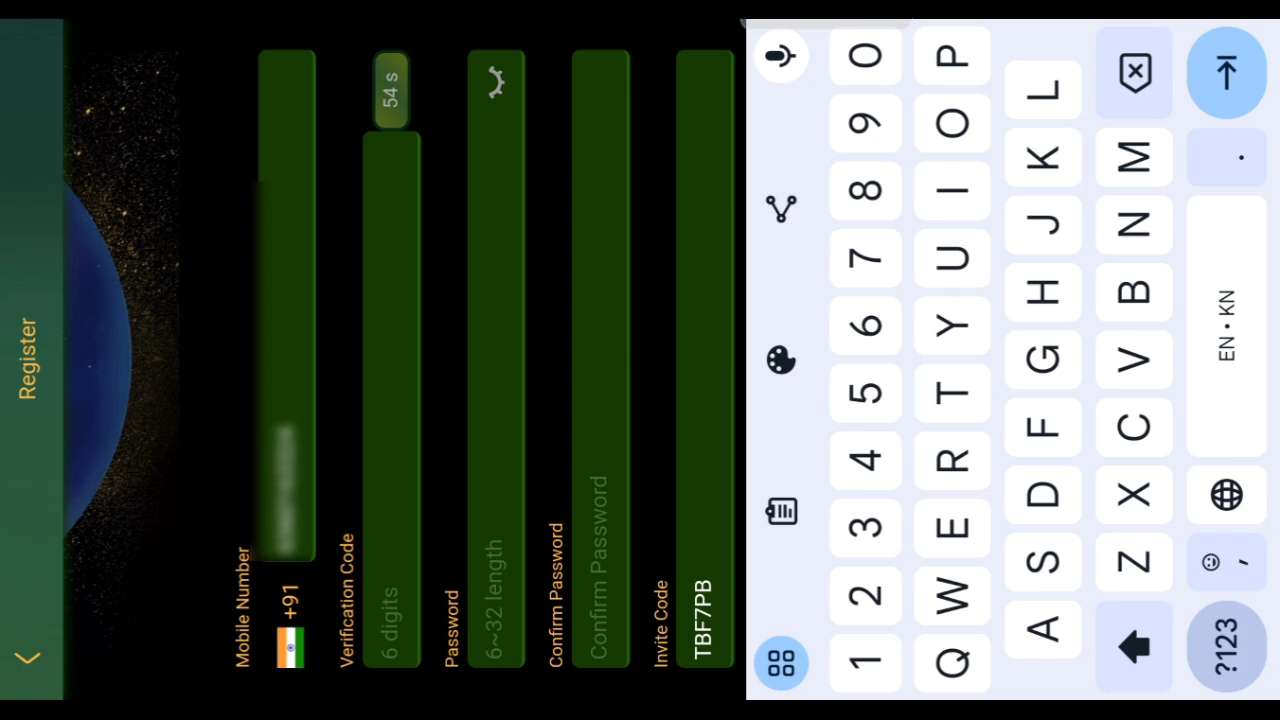 Register
Mobile Number
+91
Verification Code
6 digits
54 s
Password
6~32 length
Confirm Password
Confirm Password
Invite Code
TBF7PB
1 2 3 4 5 6 7 8 9 0
Q W E R T Y U I O P
A S D F G H J K L
Z X C V B N M
?123 , EN • KN .